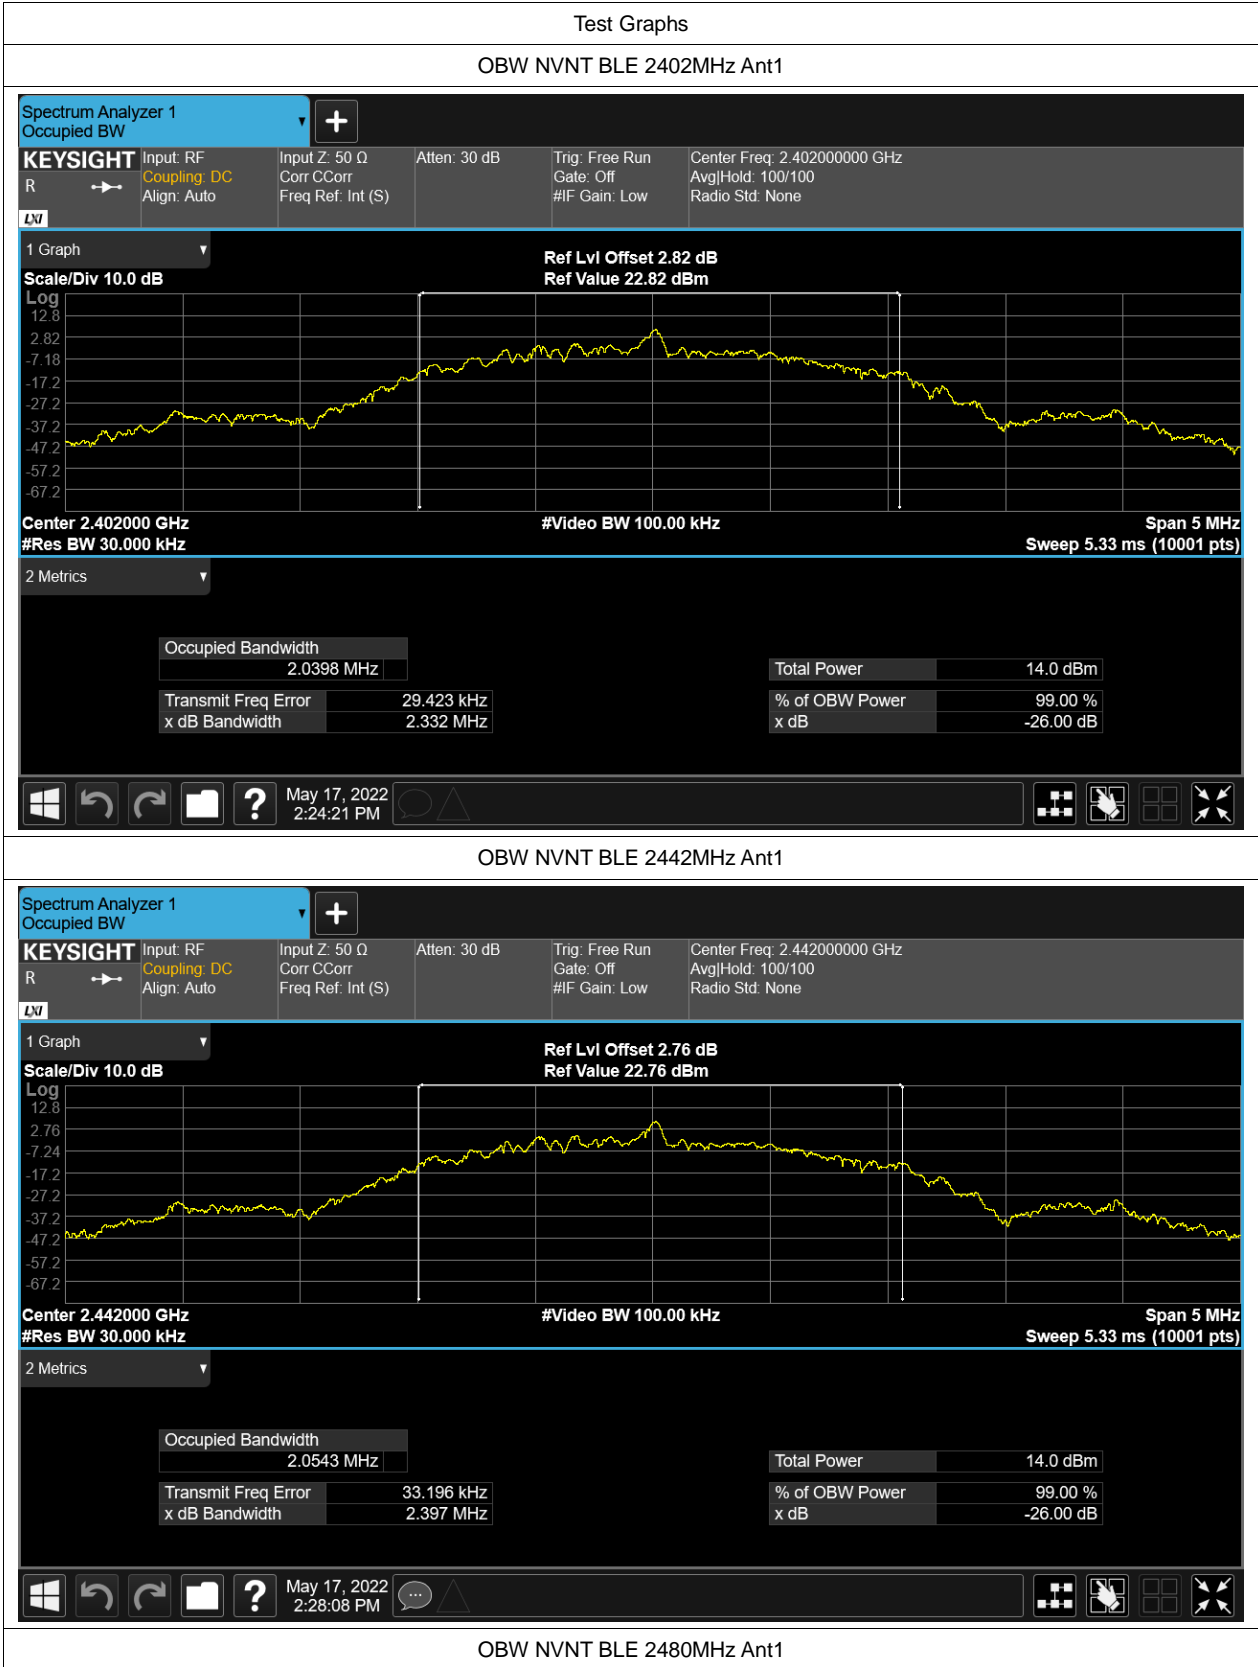 Test Graphs
OBW NVNT BLE 2402MHz Ant1
Spectrum Analyzer 1
Occupied BW
KEYSIGHT Input: RF Input Z: 50 Ω Atten: 30 dB Trig: Free Run Center Freq: 2.402000000 GHz
R Coupling: DC Corr CCorr Gate: Off Avg|Hold: 100/100
Align: Auto Freq Ref: Int (S) #IF Gain: Low Radio Std: None
LXI
1 Graph
Ref Lvl Offset 2.82 dB
Scale/Div 10.0 dB Ref Value 22.82 dBm
Log
12.8
2.82
-7.18
-17.2
-27.2
-37.2
-47.2
-57.2
-67.2
Center 2.402000 GHz #Video BW 100.00 kHz Span 5 MHz
#Res BW 30.000 kHz Sweep 5.33 ms (10001 pts)
2 Metrics
Occupied Bandwidth
2.0398 MHz Total Power 14.0 dBm
Transmit Freq Error 29.423 kHz % of OBW Power 99.00 %
x dB Bandwidth 2.332 MHz x dB -26.00 dB
? May 17, 2022
2:24:21 PM
OBW NVNT BLE 2442MHz Ant1
Spectrum Analyzer 1
Occupied BW
KEYSIGHT Input: RF Input Z: 50 Ω Atten: 30 dB Trig: Free Run Center Freq: 2.442000000 GHz
R Coupling: DC Corr CCorr Gate: Off Avg|Hold: 100/100
Align: Auto Freq Ref: Int (S) #IF Gain: Low Radio Std: None
LXI
1 Graph
Ref Lvl Offset 2.76 dB
Scale/Div 10.0 dB Ref Value 22.76 dBm
Log
12.8
2.76
-7.24
-17.2
-27.2
-37.2
-47.2
-57.2
-67.2
Center 2.442000 GHz #Video BW 100.00 kHz Span 5 MHz
#Res BW 30.000 kHz Sweep 5.33 ms (10001 pts)
2 Metrics
Occupied Bandwidth
2.0543 MHz Total Power 14.0 dBm
Transmit Freq Error 33.196 kHz % of OBW Power 99.00 %
x dB Bandwidth 2.397 MHz x dB -26.00 dB
? May 17, 2022
2:28:08 PM
OBW NVNT BLE 2480MHz Ant1